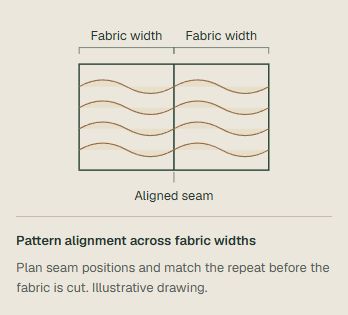 Fabric width Fabric width
Aligned seam
Pattern alignment across fabric widths
Plan seam positions and match the repeat before the
fabric is cut. Illustrative drawing.